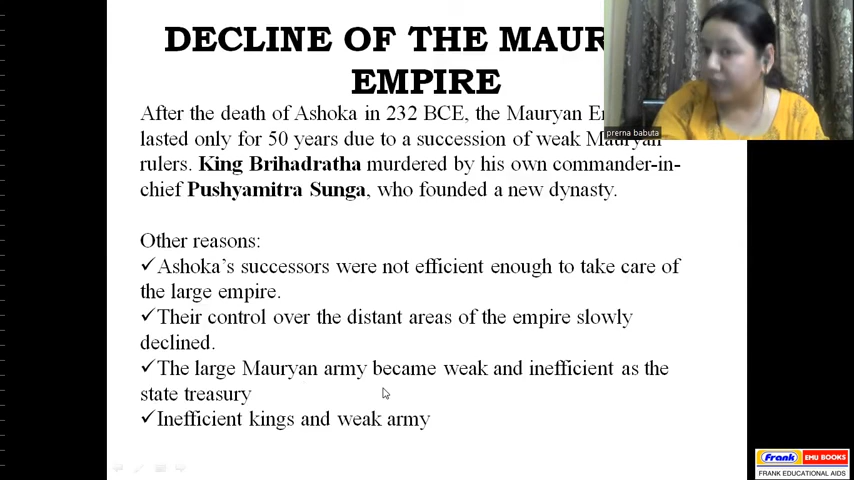 DECLINE OF THE MAUR
EMPIRE
After the death of Ashoka in 232 BCE, the Mauryan E
lasted only for 50 years due to a succession of weak Mauryan
rulers. King Brihadratha murdered by his own commander-in-
chief Pushyamitra Sunga, who founded a new dynasty.
Other reasons:
✓Ashoka's successors were not efficient enough to take care of
the large empire.
✓Their control over the distant areas of the empire slowly
declined.
✓The large Mauryan army became weak and inefficient as the
state treasury
✓Inefficient kings and weak army
prerna babuta
Frank EMU BOOKS
FRANK EDUCATIONAL AIDS